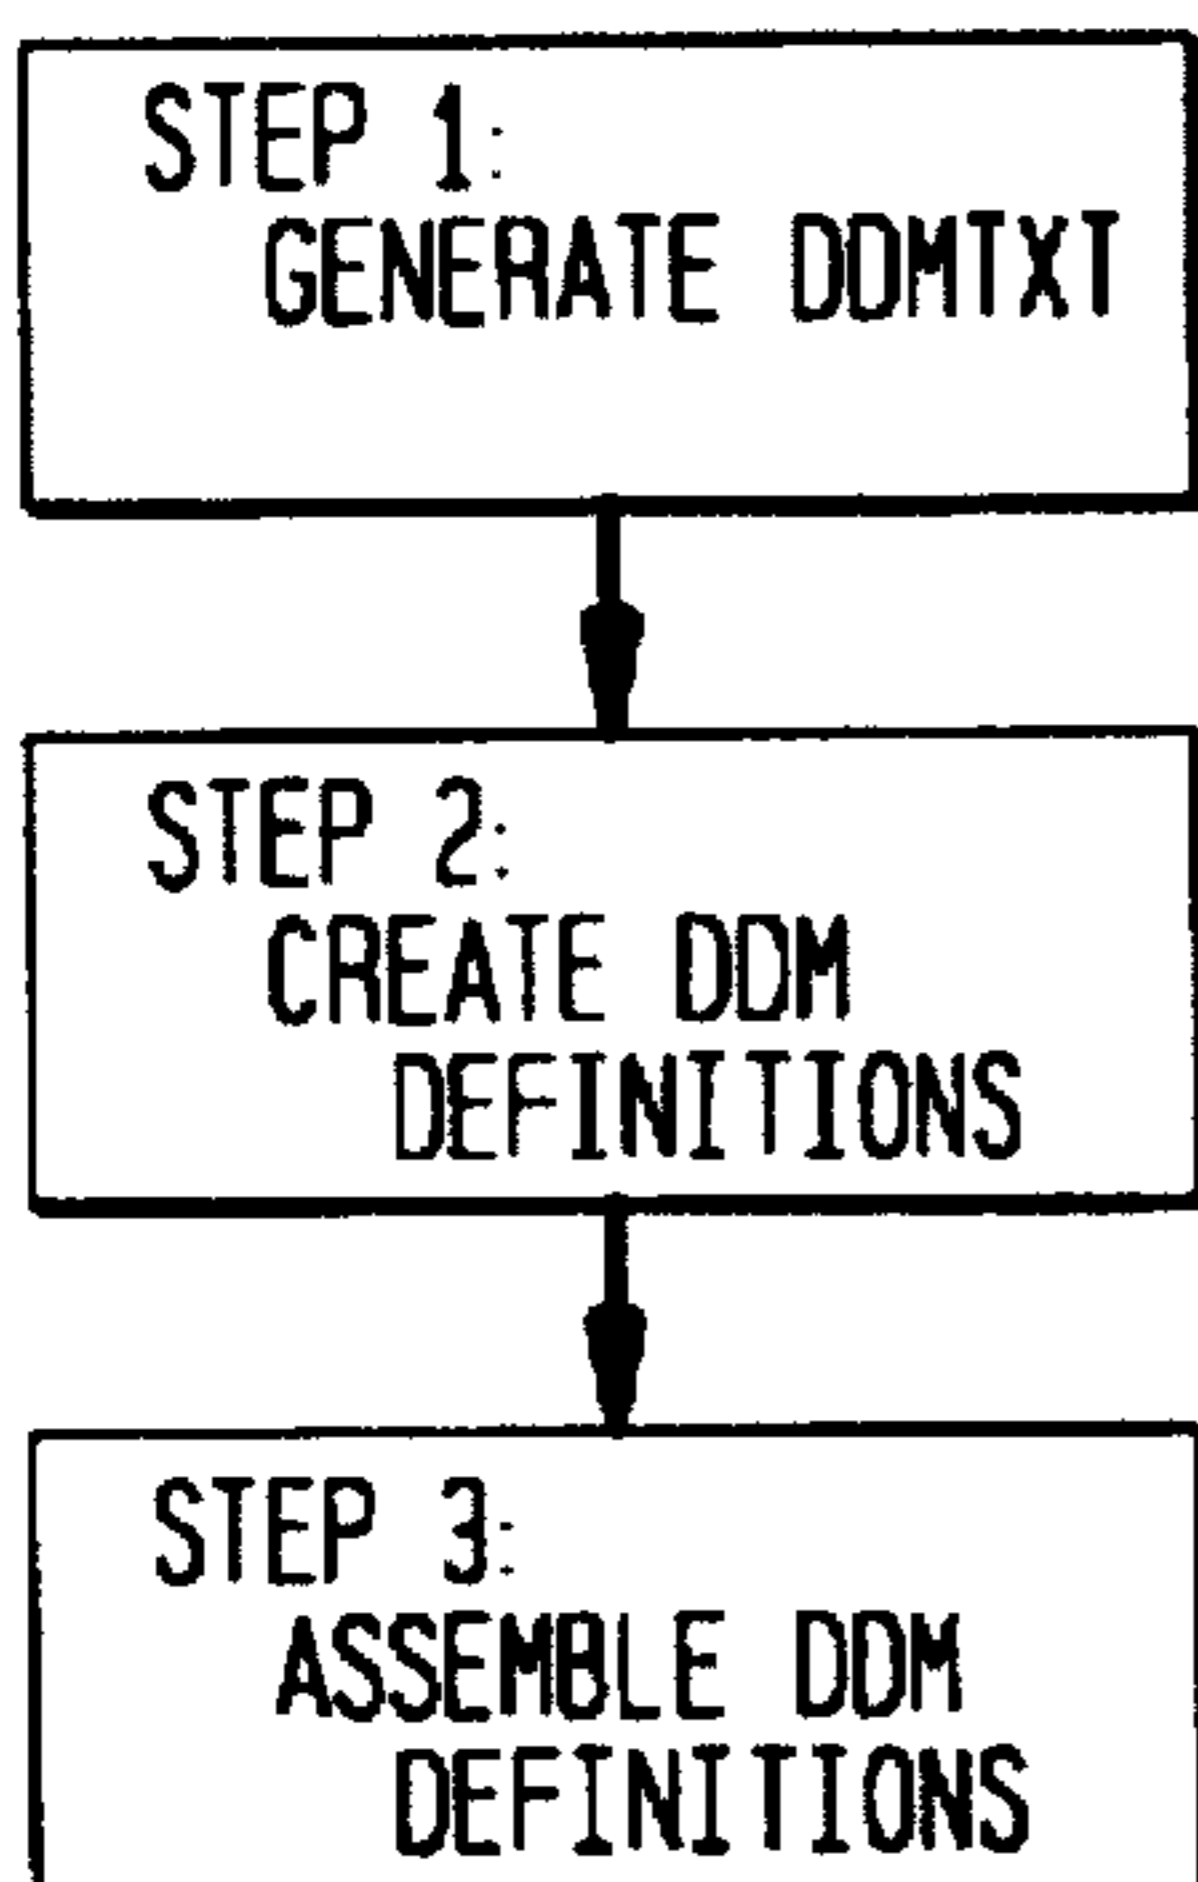 STEP 1:
GENERATE DDMTXT
STEP 2:
CREATE DDM
DEFINITIONS
STEP 3:
ASSEMBLE DDM
DEFINITIONS